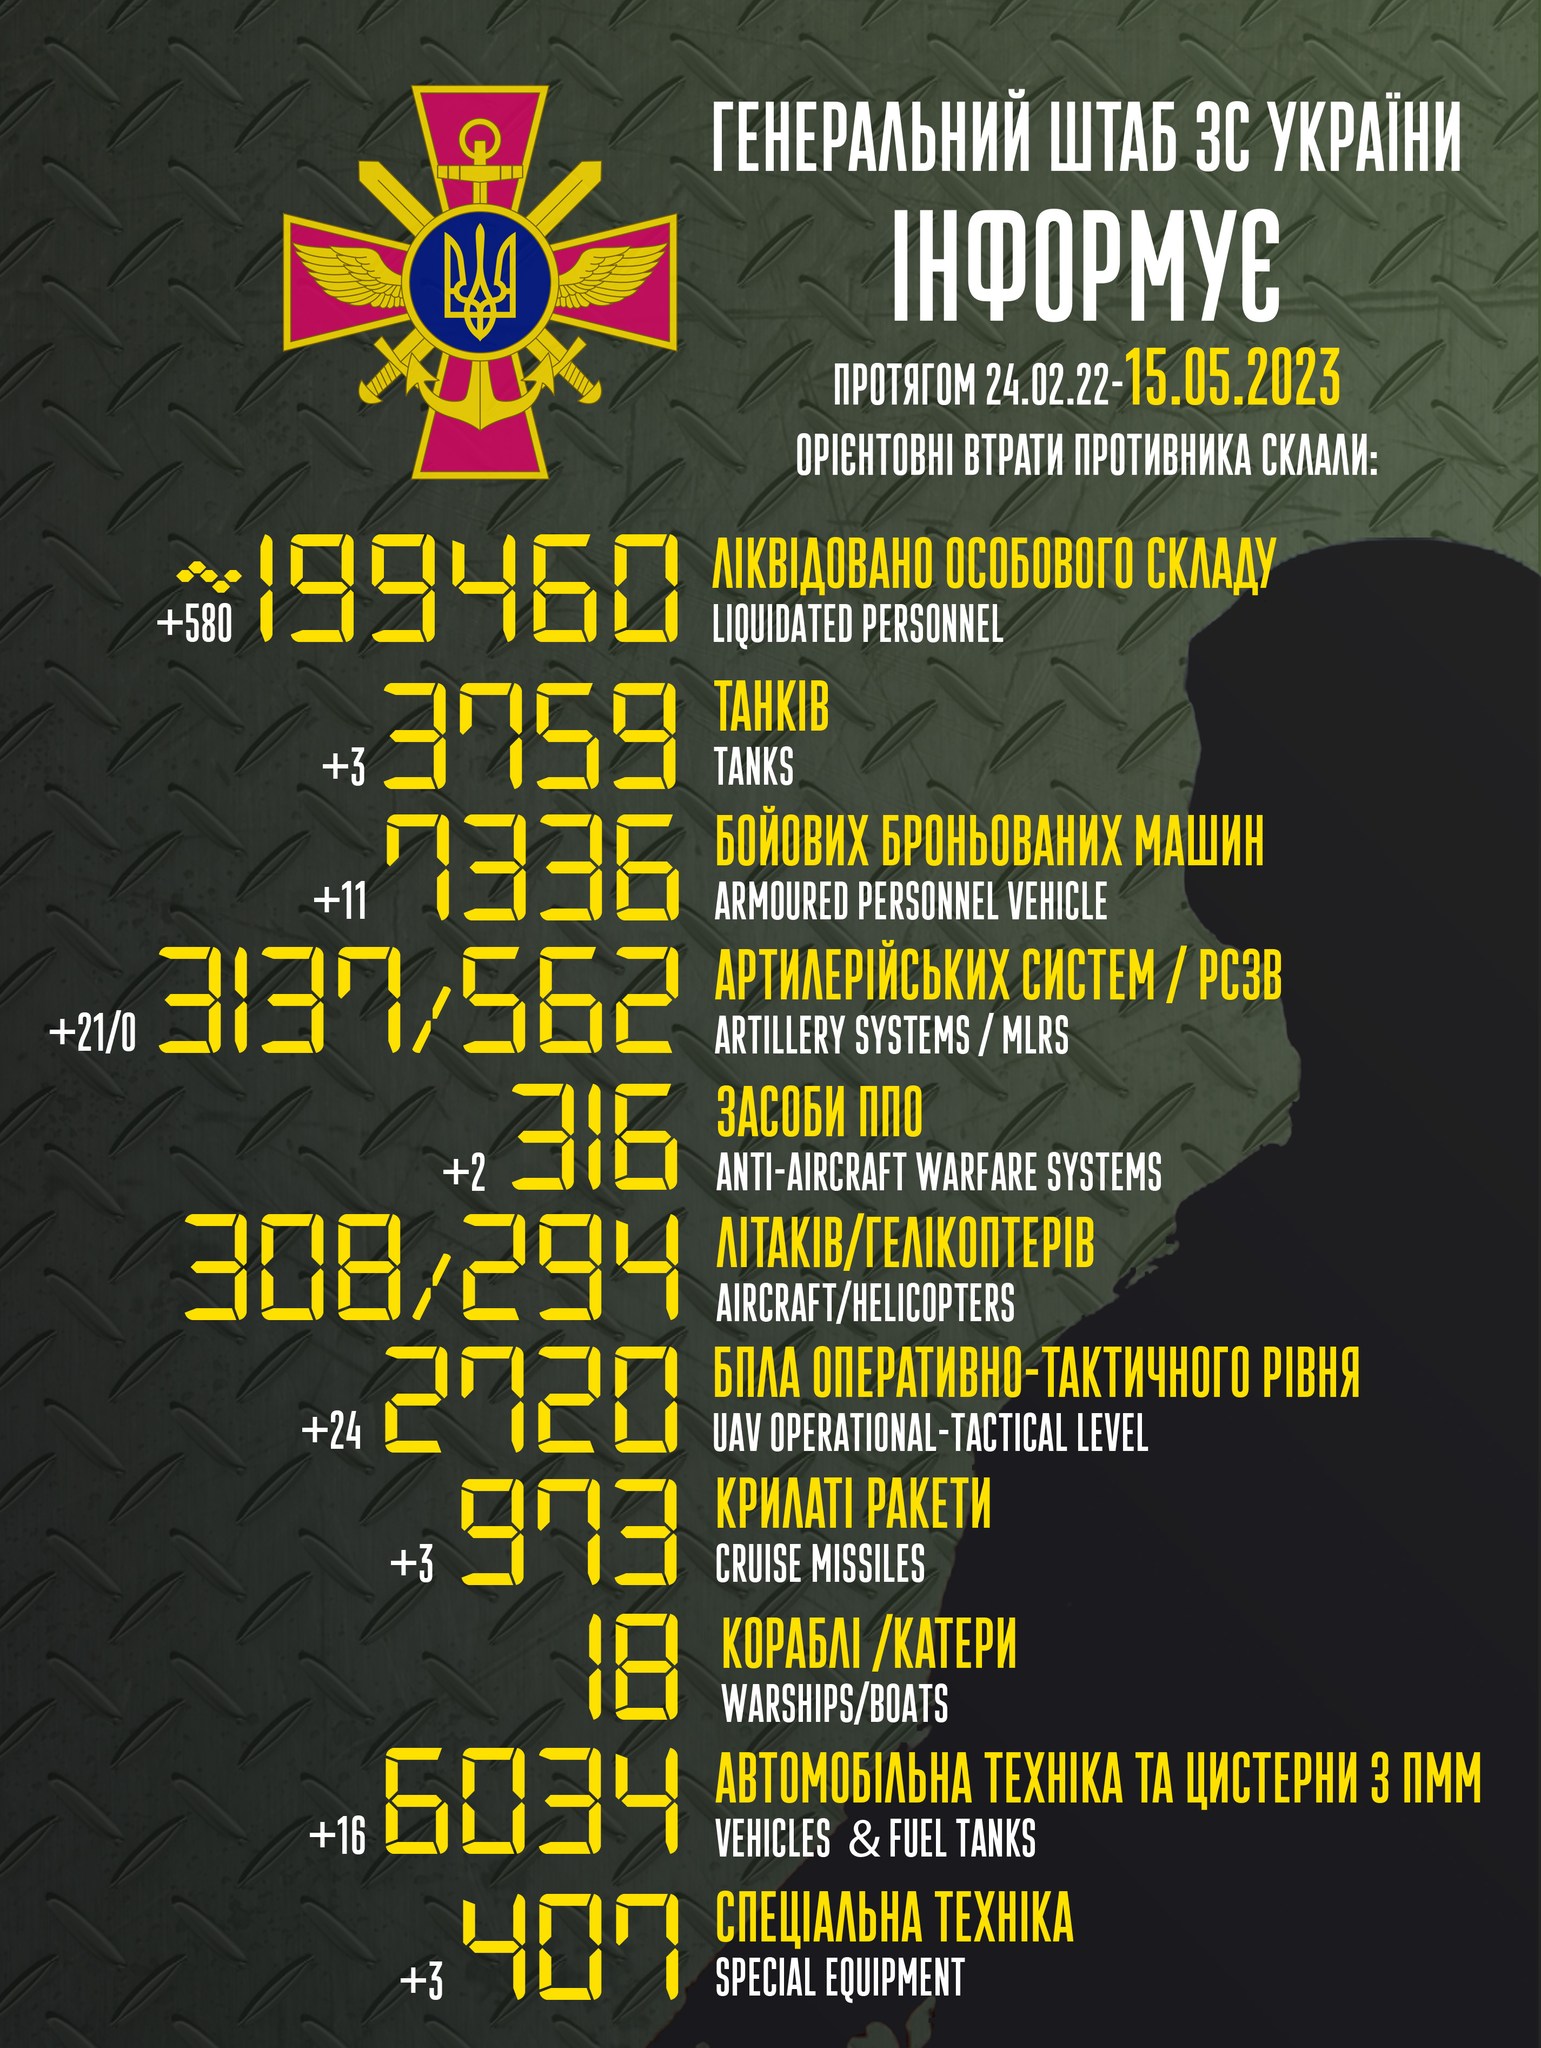 ГЕНЕРАЛЬНИЙ ШТАБ ЗС УКРАЇНИ
ІНФОРМУЄ
ПРОТЯГОМ 24.02.22-15.05.2023
ОРІЄНТОВНІ ВТРАТИ ПРОТИВНИКА СКЛАЛИ:
~199460 ЛІКВІДОВАНО ОСОБОВОГО СКЛАДУ
+580 LIQUIDATED PERSONNEL
3759 ТАНКІВ
+3 TANKS
7336 БОЙОВИХ БРОНЬОВАНИХ МАШИН
+11 ARMOURED PERSONNEL VEHICLE
3137/562 АРТИЛЕРІЙСЬКИХ СИСТЕМ / РСЗВ
+21/0 ARTILLERY SYSTEMS / MLRS
316 ЗАСОБИ ППО
+2 ANTI-AIRCRAFT WARFARE SYSTEMS
308/294 ЛІТАКІВ/ГЕЛІКОПТЕРІВ
AIRCRAFT/HELICOPTERS
2720 БПЛА ОПЕРАТИВНО-ТАКТИЧНОГО РІВНЯ
+24 UAV OPERATIONAL-TACTICAL LEVEL
973 КРИЛАТІ РАКЕТИ
+3 CRUISE MISSILES
18 КОРАБЛІ /КАТЕРИ
WARSHIPS/BOATS
6034 АВТОМОБІЛЬНА ТЕХНІКА ТА ЦИСТЕРНИ З ПММ
+16 VEHICLES & FUEL TANKS
407 СПЕЦІАЛЬНА ТЕХНІКА
+3 SPECIAL EQUIPMENT